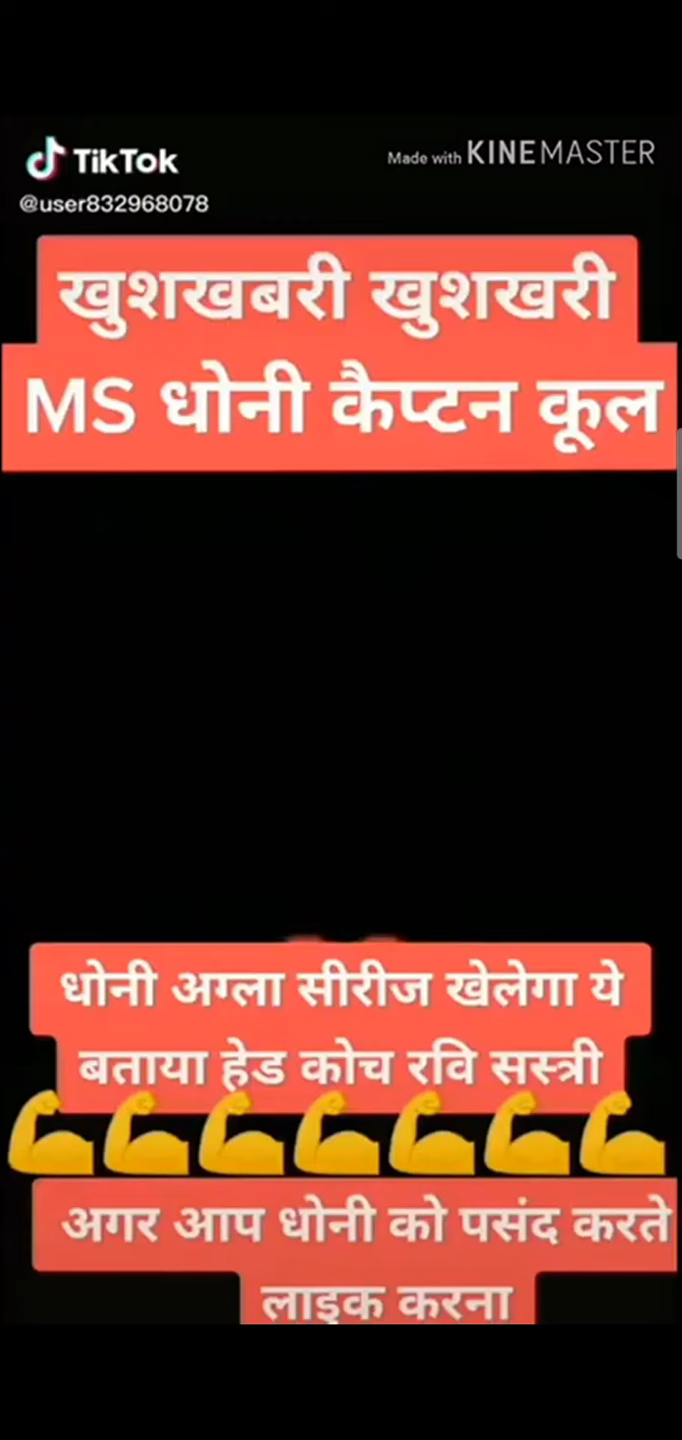 TikTok
Made with KINEMASTER
@user832968078
खुशखबरी खुशखरी
MS धोनी कैप्टन कूल
धोनी अग्ला सीरीज खेलेगा ये
बताया हेड कोच रवि सस्त्री
💪💪💪💪💪💪💪
अगर आप धोनी को पसंद करते
लाइक करना